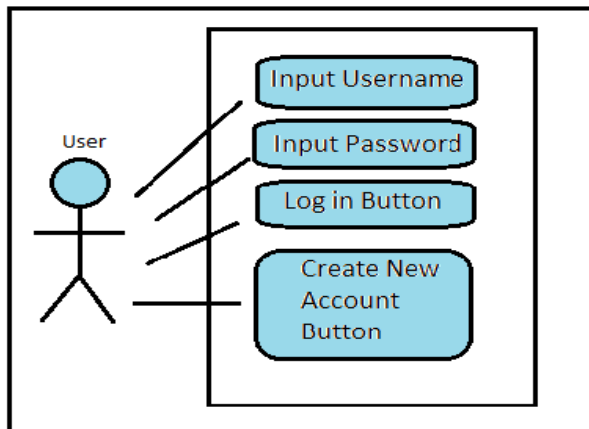 User
Input Username
Input Password
Log in Button
Create New
Account
Button